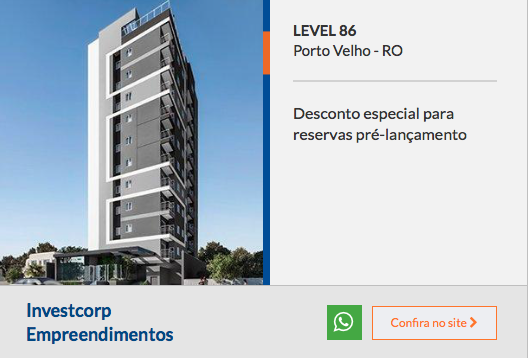 LEVEL 86
Porto Velho - RO
Desconto especial para
reservas pré-lançamento
Investcorp
Empreendimentos
Confira no site